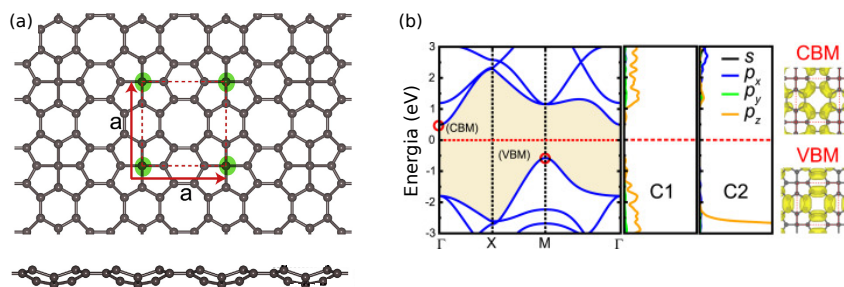 (a)
a
a
(b)
Energia (eV)
3
2
1
0
-1
-2
-3
(CBM)
(VBM)
Γ
X
M
Γ
C1
s
p_x
p_y
p_z
C2
CBM
VBM